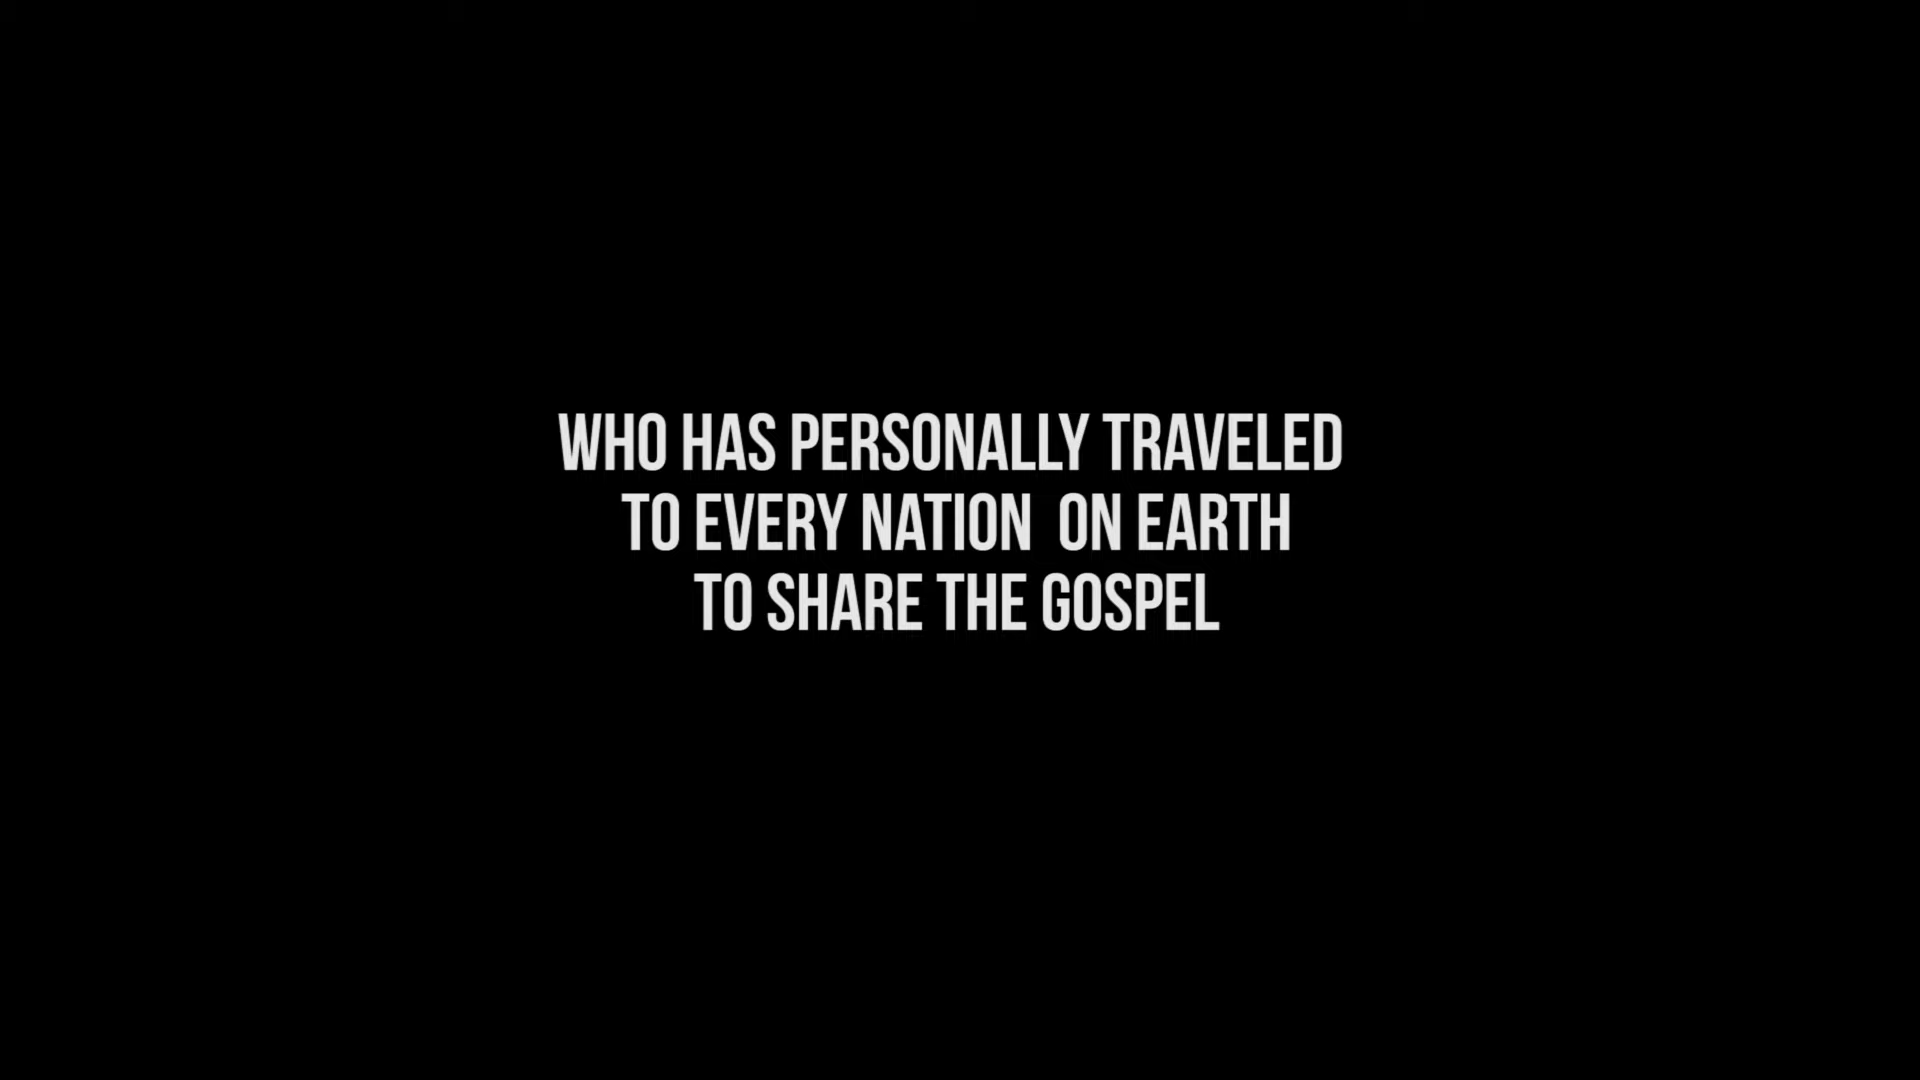 WHO HAS PERSONALLY TRAVELED
TO EVERY NATION  ON EARTH
TO SHARE THE GOSPEL